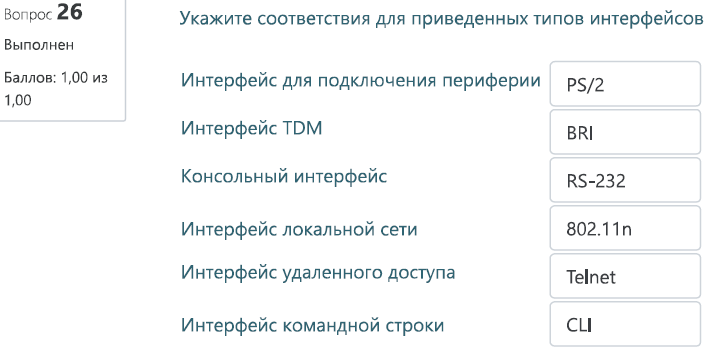 Вопрос 26
Выполнен
Баллов: 1,00 из
1,00
Укажите соответствия для приведенных типов интерфейсов
Интерфейс для подключения периферии PS/2
Интерфейс TDM BRI
Консольный интерфейс RS-232
Интерфейс локальной сети 802.11n
Интерфейс удаленного доступа Telnet
Интерфейс командной строки CLI